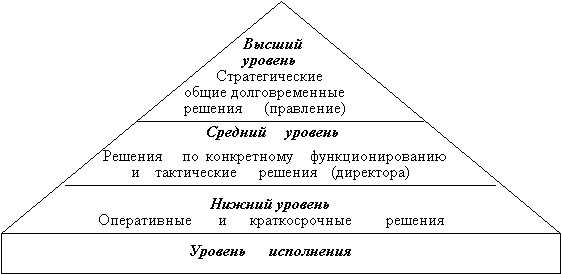 Высший
уровень
Стратегические
общие долговременные
решения (правление)
Средний уровень
Решения по конкретному функционированию
и тактические решения (директора)
Нижний уровень
Оперативные и краткосрочные решения
Уровень исполнения